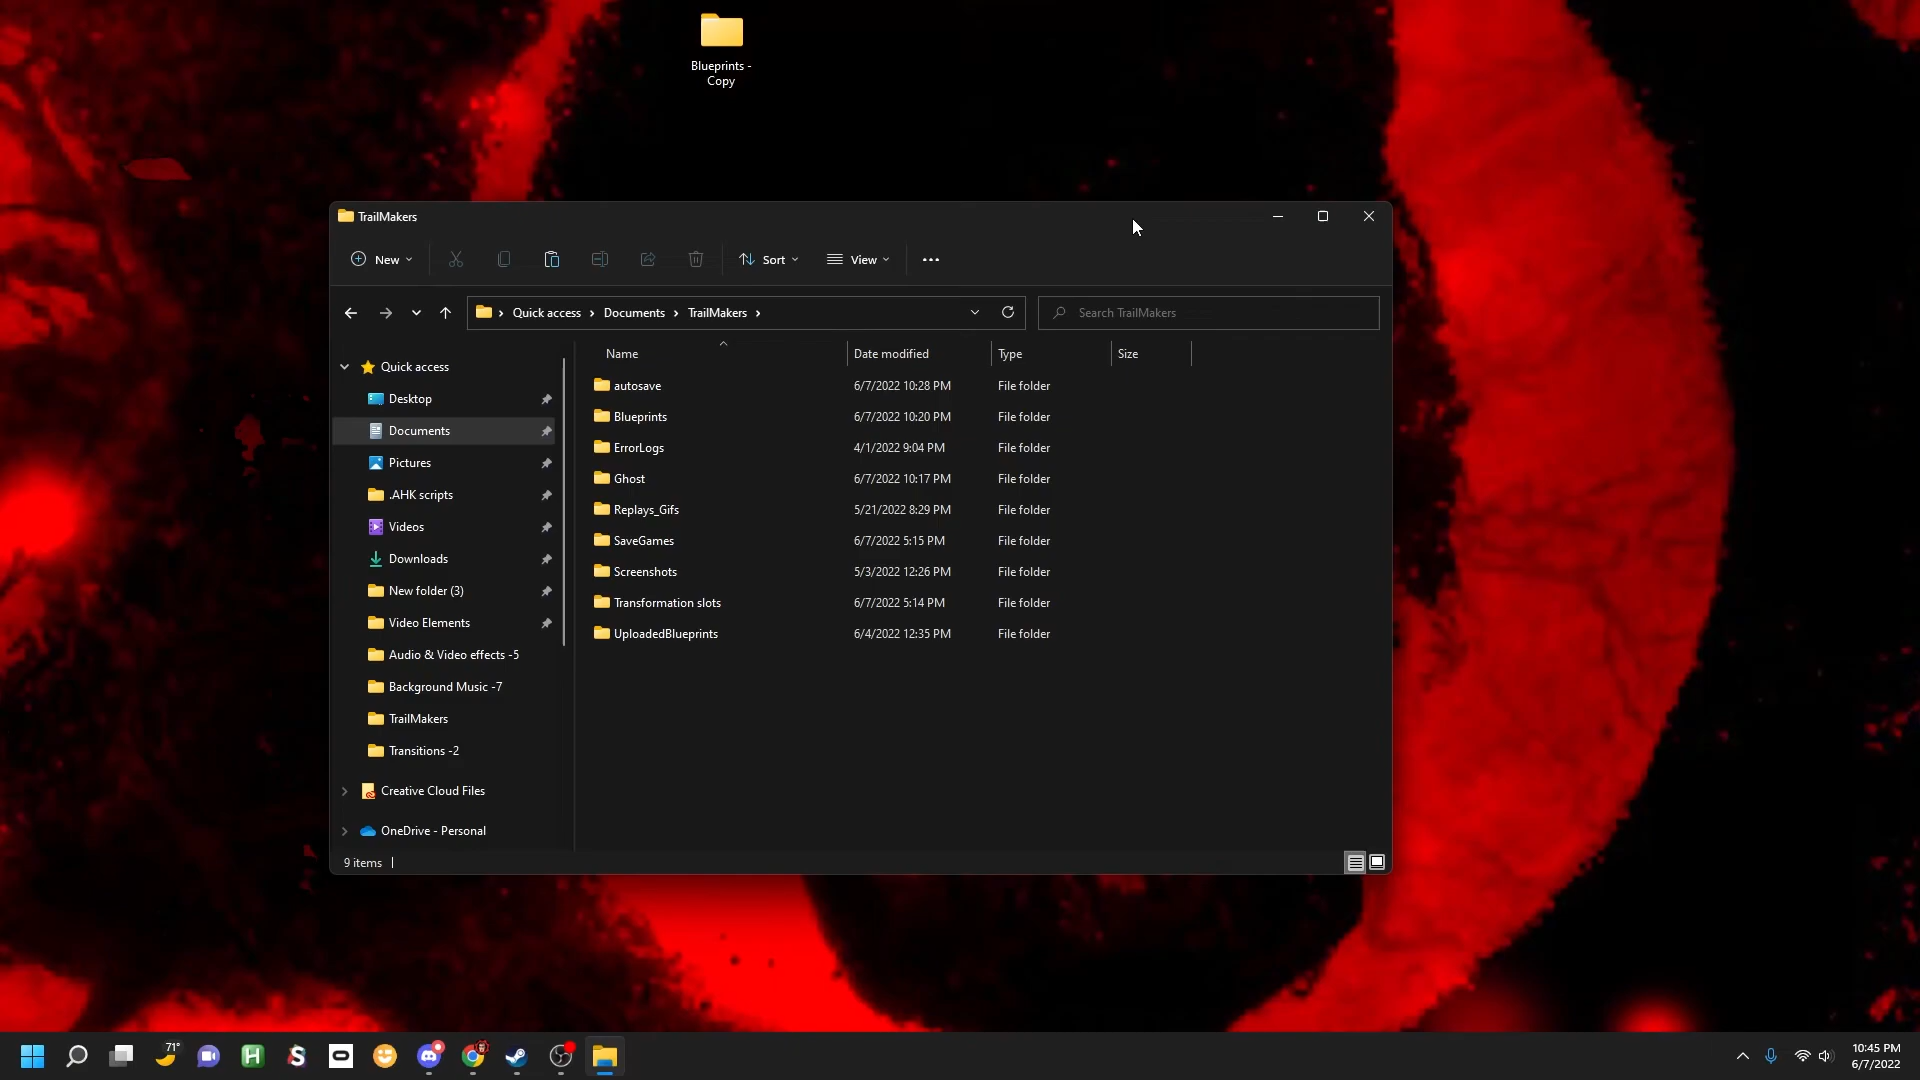 Blueprints -
Copy
TrailMakers
New
Sort
View
Quick access
Documents
TrailMakers
Search TrailMakers
Quick access
Desktop
Documents
Pictures
.AHK scripts
Videos
Downloads
New folder (3)
Video Elements
Audio & Video effects -5
Background Music -7
TrailMakers
Transitions -2
Creative Cloud Files
OneDrive - Personal
Name Date modified Type Size
autosave 6/7/2022 10:28 PM File folder
Blueprints 6/7/2022 10:20 PM File folder
ErrorLogs 4/1/2022 9:04 PM File folder
Ghost 6/7/2022 10:17 PM File folder
Replays_Gifs 5/21/2022 8:29 PM File folder
SaveGames 6/7/2022 5:15 PM File folder
Screenshots 5/3/2022 12:26 PM File folder
Transformation slots 6/7/2022 5:14 PM File folder
UploadedBlueprints 6/4/2022 12:35 PM File folder
9 items
71°
H
S
10:45 PM
6/7/2022